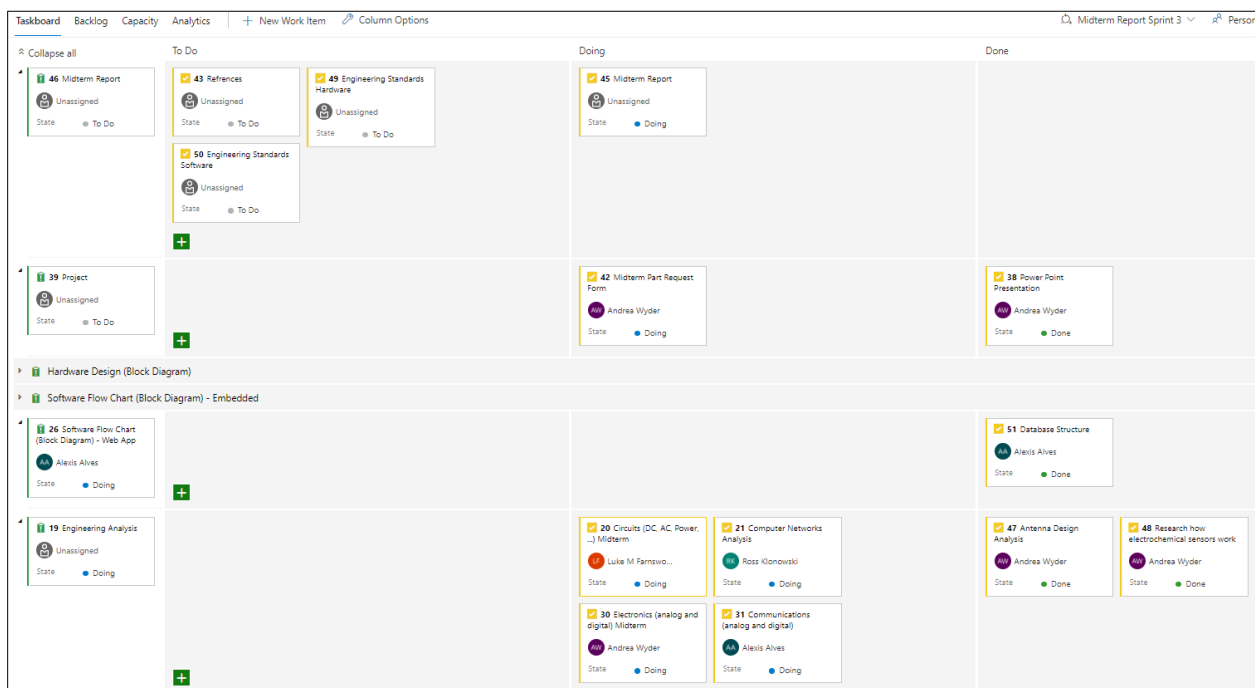 Taskboard Backlog Capacity Analytics + New Work Item Column Options Midterm Report Sprint 3 Person
Collapse all To Do Doing Done
46 Midterm Report
Unassigned
State To Do
43 Refrences
Unassigned
State To Do
49 Engineering Standards
Hardware
Unassigned
State To Do
50 Engineering Standards
Software
Unassigned
State To Do
45 Midterm Report
Unassigned
State Doing
39 Project
Unassigned
State To Do
42 Midterm Part Request
Form
AW Andrea Wyder
State Doing
38 Power Point
Presentation
AW Andrea Wyder
State Done
Hardware Design (Block Diagram)
Software Flow Chart (Block Diagram) - Embedded
26 Software Flow Chart
(Block Diagram) - Web App
AA Alexis Alves
State Doing
51 Database Structure
AA Alexis Alves
State Done
19 Engineering Analysis
Unassigned
State Doing
20 Circuits (DC, AC, Power,
...) Midterm
LF Luke M Farnswo...
State Doing
21 Computer Networks
Analysis
RK Ross Klonowski
State Doing
30 Electronics (analog and
digital) Midterm
AW Andrea Wyder
State Doing
31 Communications
(analog and digital)
AA Alexis Alves
State Doing
47 Antenna Design
Analysis
AW Andrea Wyder
State Done
48 Research how
electrochemical sensors work
AW Andrea Wyder
State Done